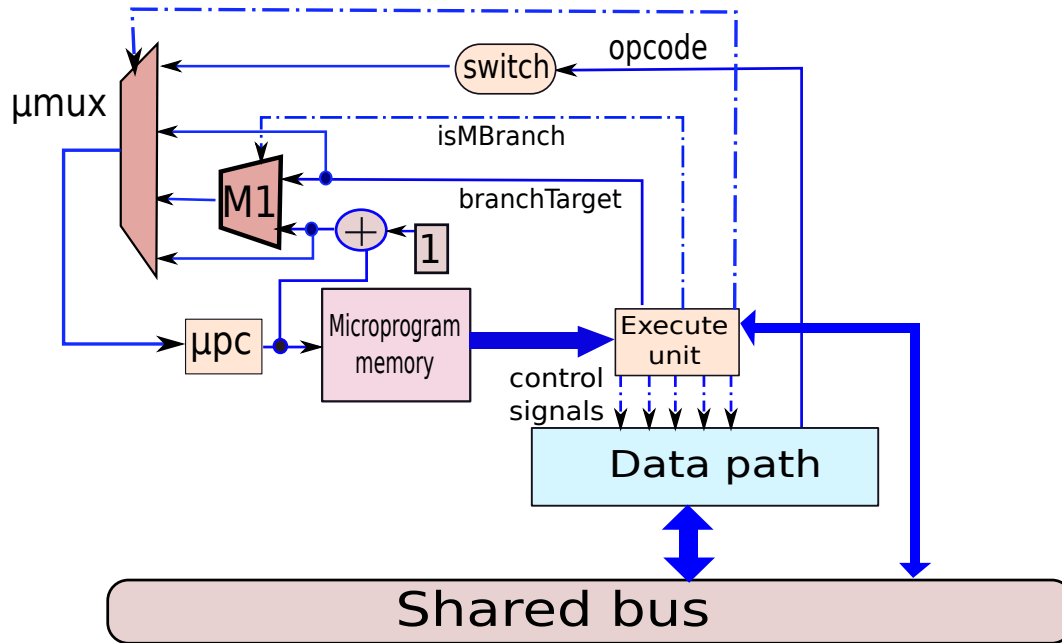 opcode
switch
μmux
isMBranch
M1
branchTarget
1
μpc
Microprogram
memory
Execute
unit
control
signals
Data path
Shared bus